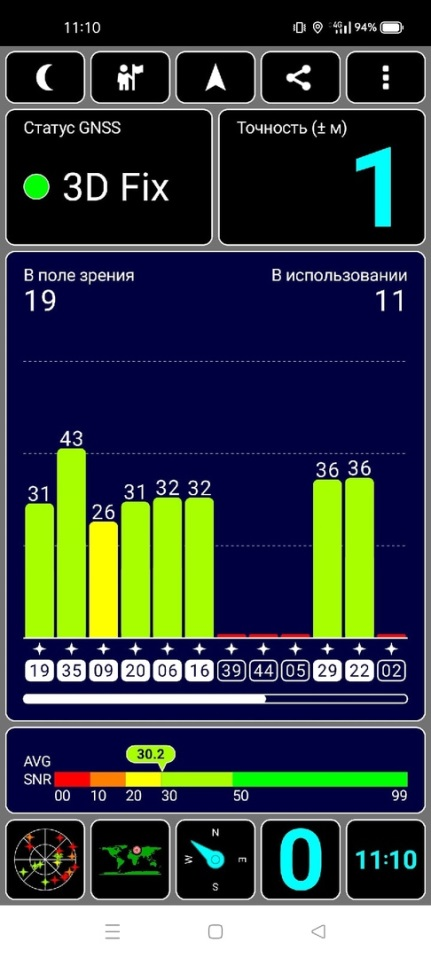 11:10
4G 94%
Статус GNSS
3D Fix
Точность (± м)
1
В поле зрения
19
В использовании
11
31 43 26 31 32 32 36 36
19 35 09 20 06 16 39 44 05 29 22 02
30.2
AVG
SNR
00 10 20 30 50 99
N
W E
S
0
11:10